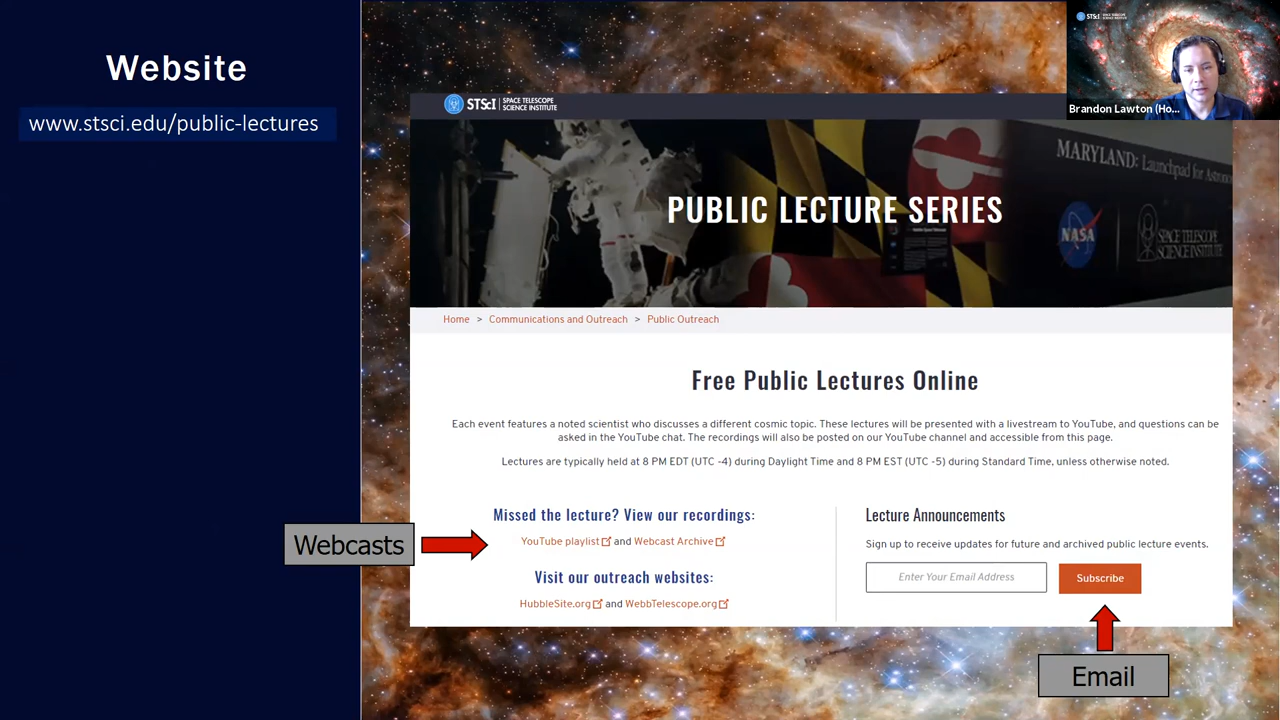 Website
www.stsci.edu/public-lectures
STScI | SPACE TELESCOPE
SCIENCE INSTITUTE
STScI
Brandon Lawton (Ho...
MARYLAND: Launchpad for Astrono
PUBLIC LECTURE SERIES
NASA
SPACE TELESCOPE
SCIENCE INSTITUTE
Home > Communications and Outreach > Public Outreach
Free Public Lectures Online
Each event features a noted scientist who discusses a different cosmic topic. These lectures will be presented with a livestream to YouTube, and questions can be
asked in the YouTube chat. The recordings will also be posted on our YouTube channel and accessible from this page.
Lectures are typically held at 8 PM EDT (UTC -4) during Daylight Time and 8 PM EST (UTC -5) during Standard Time, unless otherwise noted.
Missed the lecture? View our recordings:
YouTube playlist and Webcast Archive
Visit our outreach websites:
HubbleSite.org and WebbTelescope.org
Lecture Announcements
Sign up to receive updates for future and archived public lecture events.
Enter Your Email Address
Subscribe
Webcasts
Email